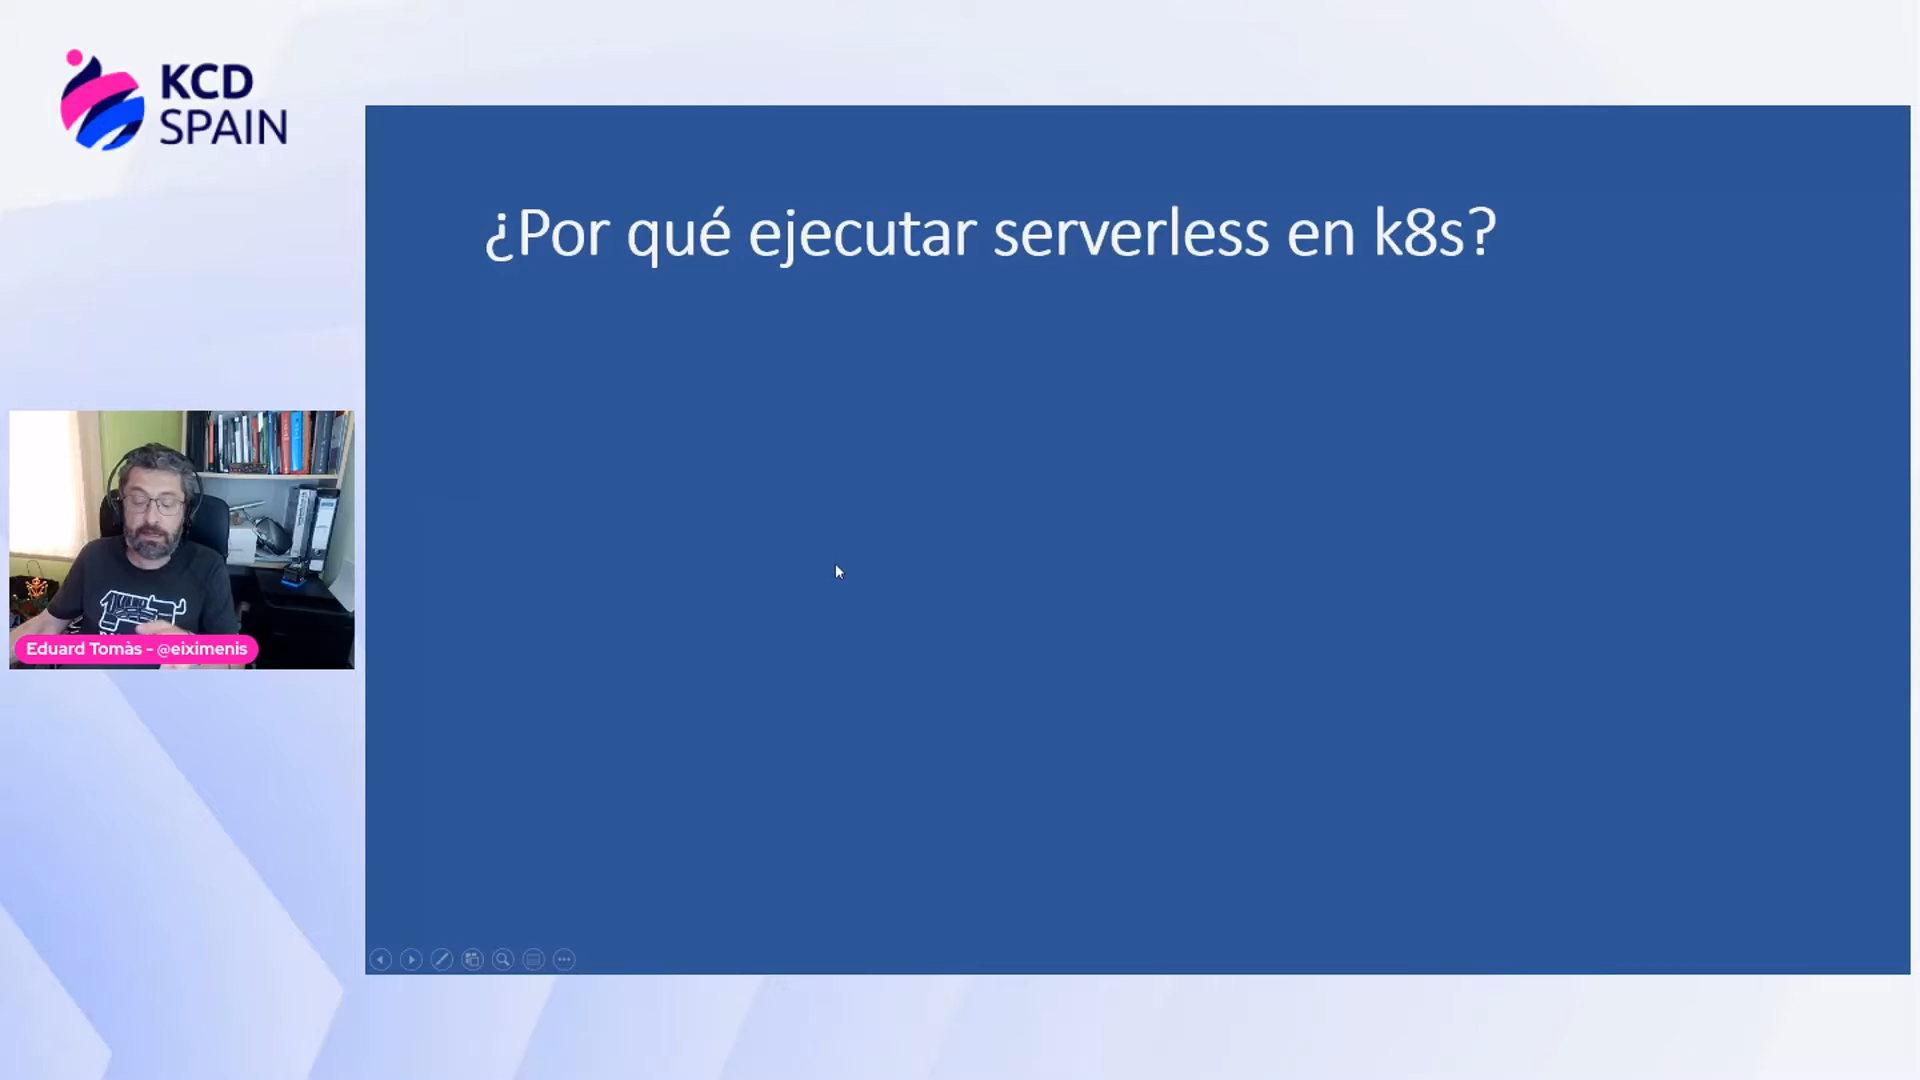 KCD
SPAIN
¿Por qué ejecutar serverless en k8s?
Eduard Tomàs - @eiximenis